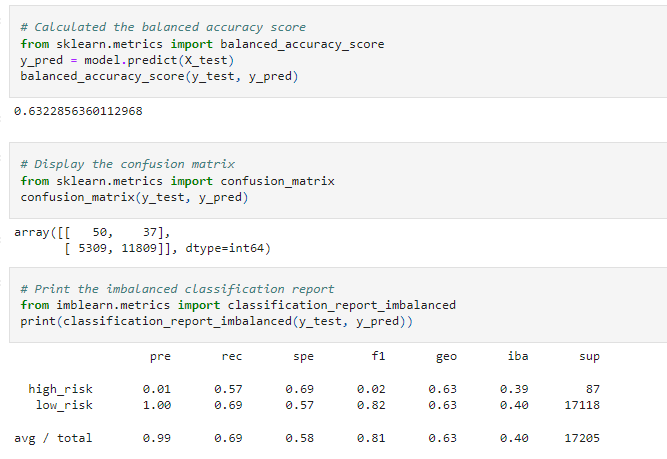 # Calculated the balanced accuracy score
from sklearn.metrics import balanced_accuracy_score
y_pred = model.predict(X_test)
balanced_accuracy_score(y_test, y_pred)
0.6322856360112968
# Display the confusion matrix
from sklearn.metrics import confusion_matrix
confusion_matrix(y_test, y_pred)
array([[   50,    37],
       [ 5309, 11809]], dtype=int64)
# Print the imbalanced classification report
from imblearn.metrics import classification_report_imbalanced
print(classification_report_imbalanced(y_test, y_pred))
                   pre       rec       spe        f1       geo       iba       sup
  high_risk       0.01      0.57      0.69      0.02      0.63      0.39        87
   low_risk       1.00      0.69      0.57      0.82      0.63      0.40     17118
avg / total       0.99      0.69      0.58      0.81      0.63      0.40     17205